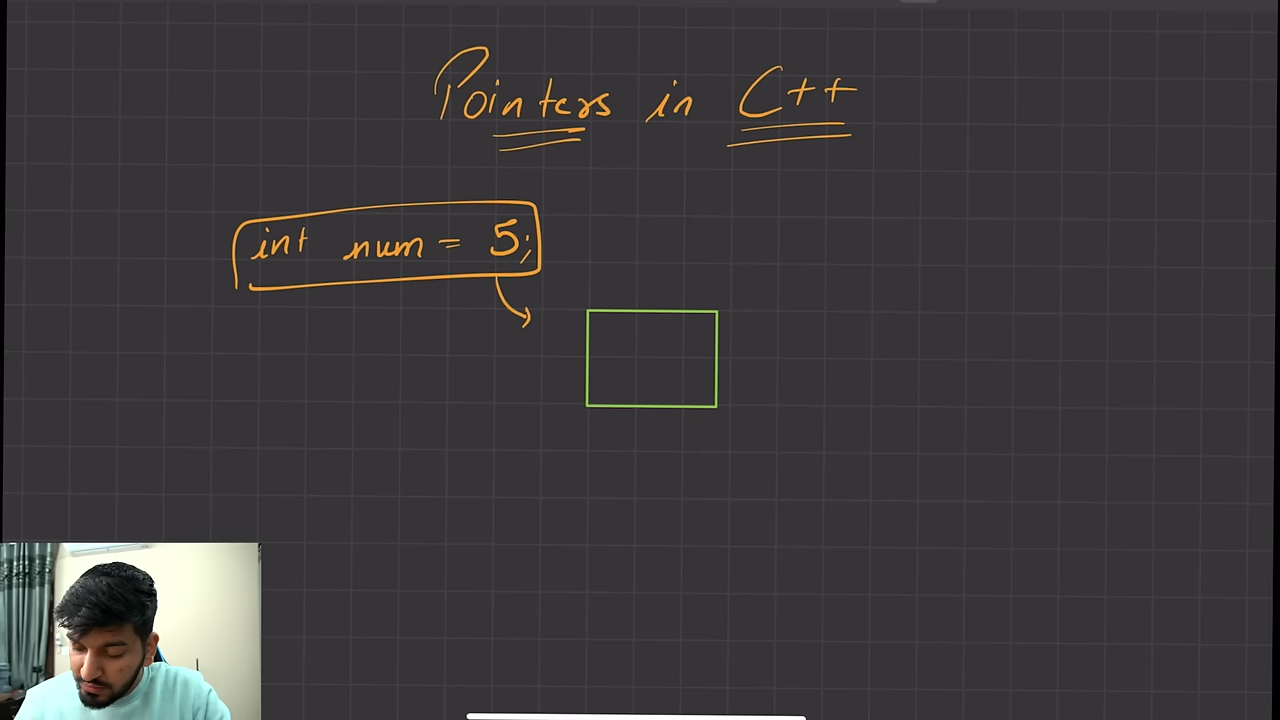 Pointers in C++
int num = 5;